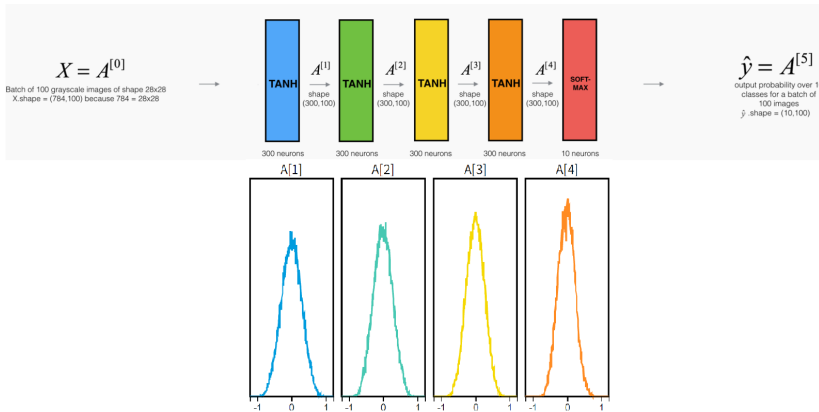 X = A[0]
Batch of 100 grayscale images of shape 28x28
X.shape = (784,100) because 784 = 28x28
TANH
300 neurons
A[1]
shape
(300,100)
TANH
300 neurons
A[2]
shape
(300,100)
TANH
300 neurons
A[3]
shape
(300,100)
TANH
300 neurons
A[4]
shape
(300,100)
SOFT-
MAX
10 neurons
ŷ = A[5]
output probability over 1
classes for a batch of
100 images
ŷ .shape = (10,100)
A[1]
A[2]
A[3]
A[4]
-1 0 1
-1 0 1
-1 0 1
-1 0 1